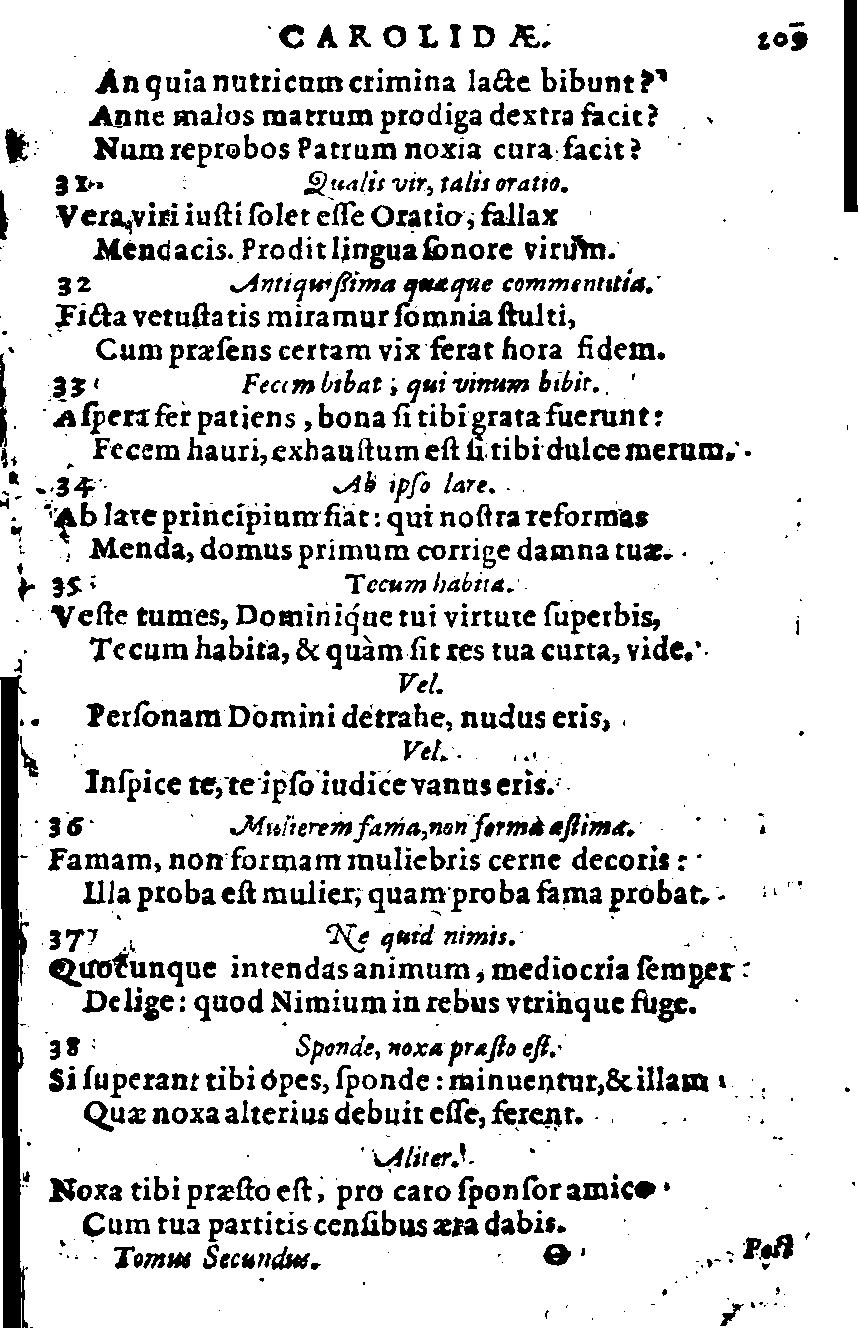 CAROLIDÆ. 209
An quia nutricum crimina lacte bibunt?
Anne malos matrum prodiga dextra facit?
Num reprobos Patrum noxia cura facit?
31 Qualis vir, talis oratio.
Vera, viri iusti solet esse Oratio, fallax
Mendacis. Prodit lingua sonore virum.
32 Antiquissima quæque commentitia.
Ficta vetustatis miramur somnia stulti,
Cum præsens certam vix ferat hora fidem.
33 Fecem bibat, qui vinum bibit.
Aspera fer patiens, bona si tibi grata fuerunt:
Fecem hauri, exhaustum est si tibi dulce merum.
34 Ab ipso lare.
Ab lare principium fiat: qui nostra reformas
Menda, domus primum corrige damna tuæ.
35 Tecum habita.
Veste tumes, Dominíque tui virtute superbis,
Tecum habita, & quàm sit res tua curta, vide.
Vel.
Personam Domini detrahe, nudus eris,
Vel.
Inspice te, te ipso iudice vanus eris.
36 Mulierem fama, non formâ æstima.
Famam, non formam muliebris cerne decoris:
Illa proba est mulier, quam proba fama probat.
37 Ne quid nimis.
Quocunque intendas animum, mediocria semper
Delige: quod Nimium in rebus vtrinque fuge.
38 Sponde, noxa præsto est.
Si superant tibi ópes, sponde: minuentur, & illam
Quæ noxa alterius debuit esse, ferent.
Aliter.
Noxa tibi præsto est, pro caro sponsor amico
Cum tua partitis censibus æra dabis.
Tomus Secundus. O Post